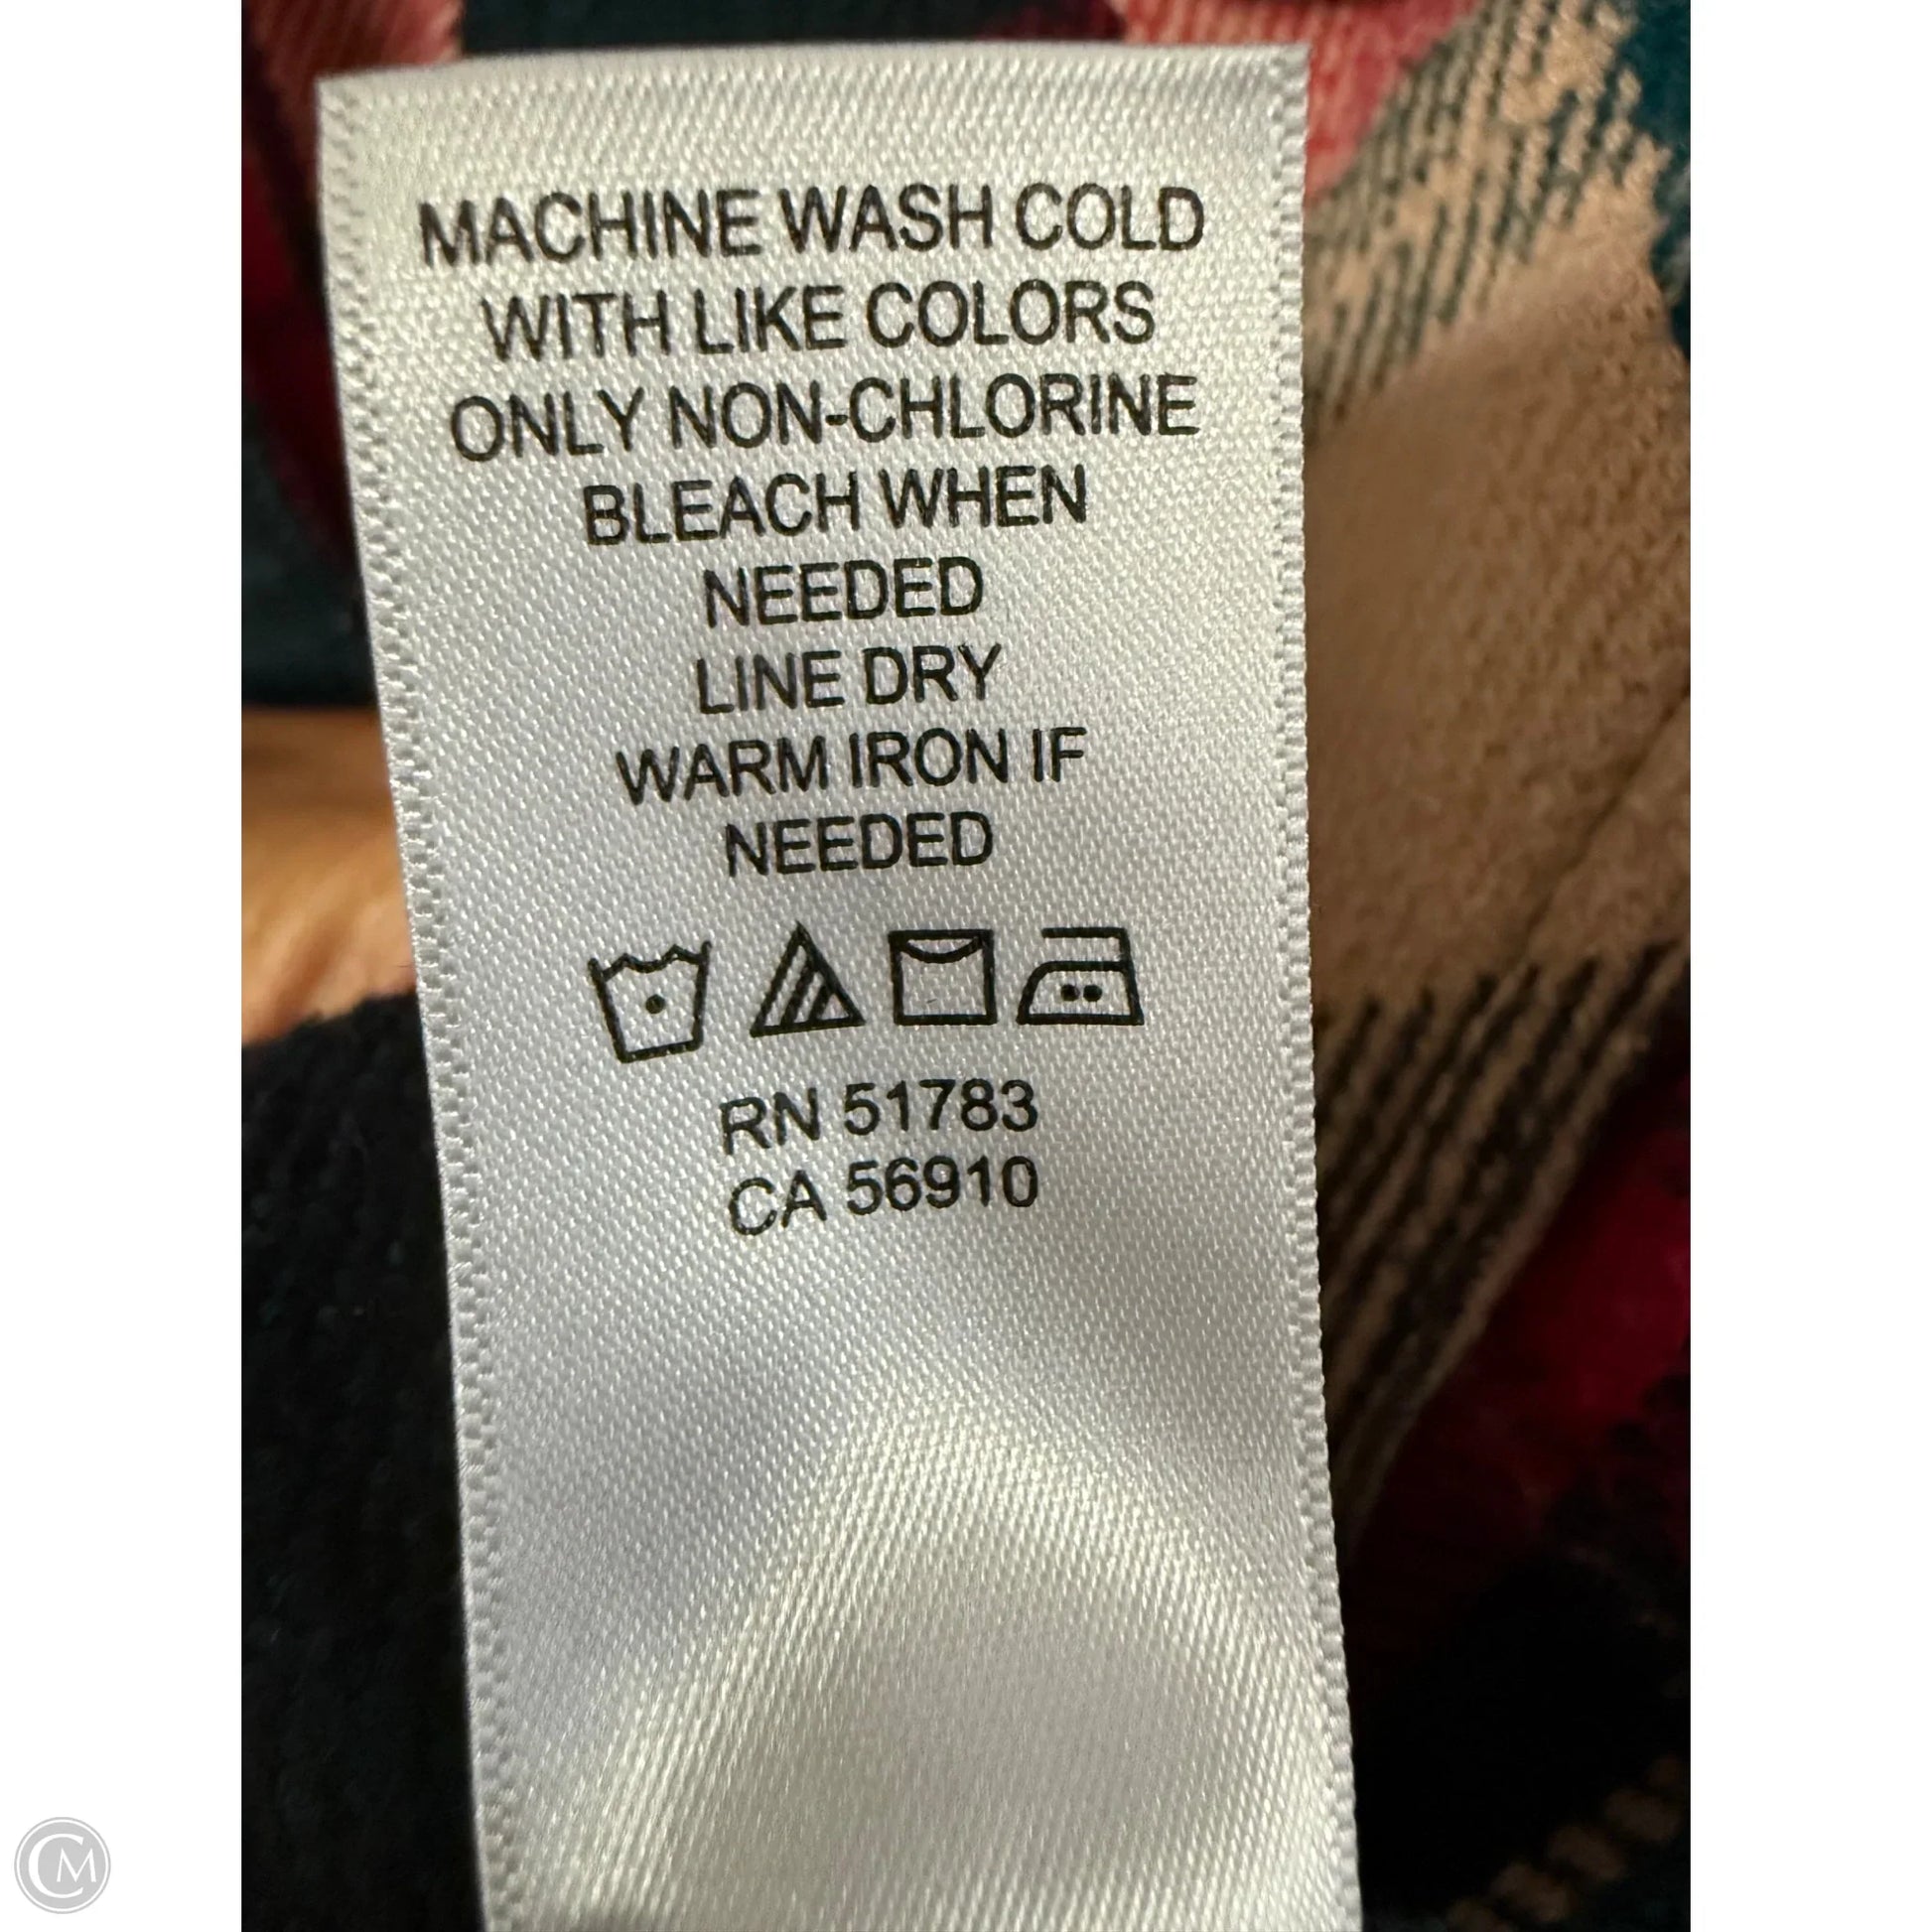 MACHINE WASH COLD
WITH LIKE COLORS
ONLY NON-CHLORINE
BLEACH WHEN
NEEDED
LINE DRY
WARM IRON IF
NEEDED
RN 51783
CA 56910
CM